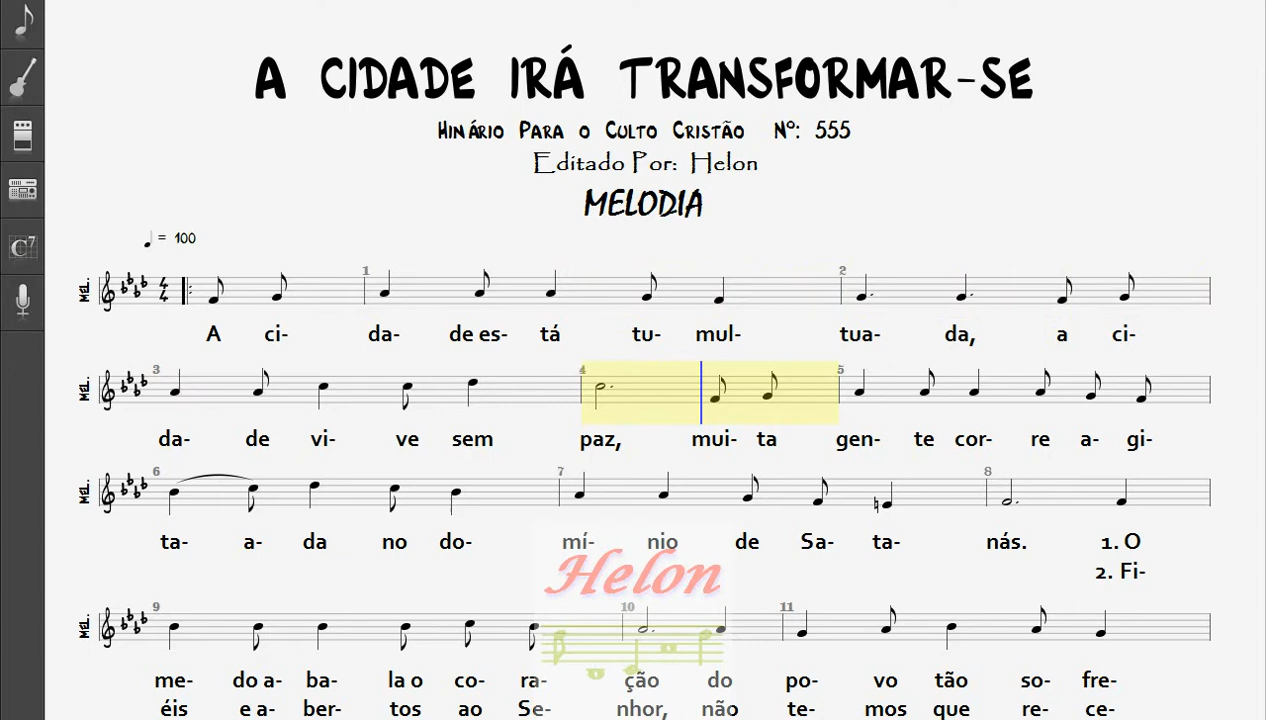 A CIDADE IRÁ TRANSFORMAR-SE
Hinário Para o Culto Cristão Nº: 555
Editado Por: Helon
MELODIA
= 100
C7
MEL.
4
4
1
2
A ci- da- de es- tá tu- mul- tua- da, a ci-
MEL.
3
4
5
da- de vi- ve sem paz, mui- ta gen- te cor- re a- gi-
MEL.
6
7
8
ta- a- da no do- mí- nio de Sa- ta- nás. 1. O
2. Fi-
Helon
MEL.
9
10
11
me- do a- ba- la o co- ra- ção do po- vo tão so- fre-
éis e a- ber- tos ao Se- nhor, não te- mos que re- ce-